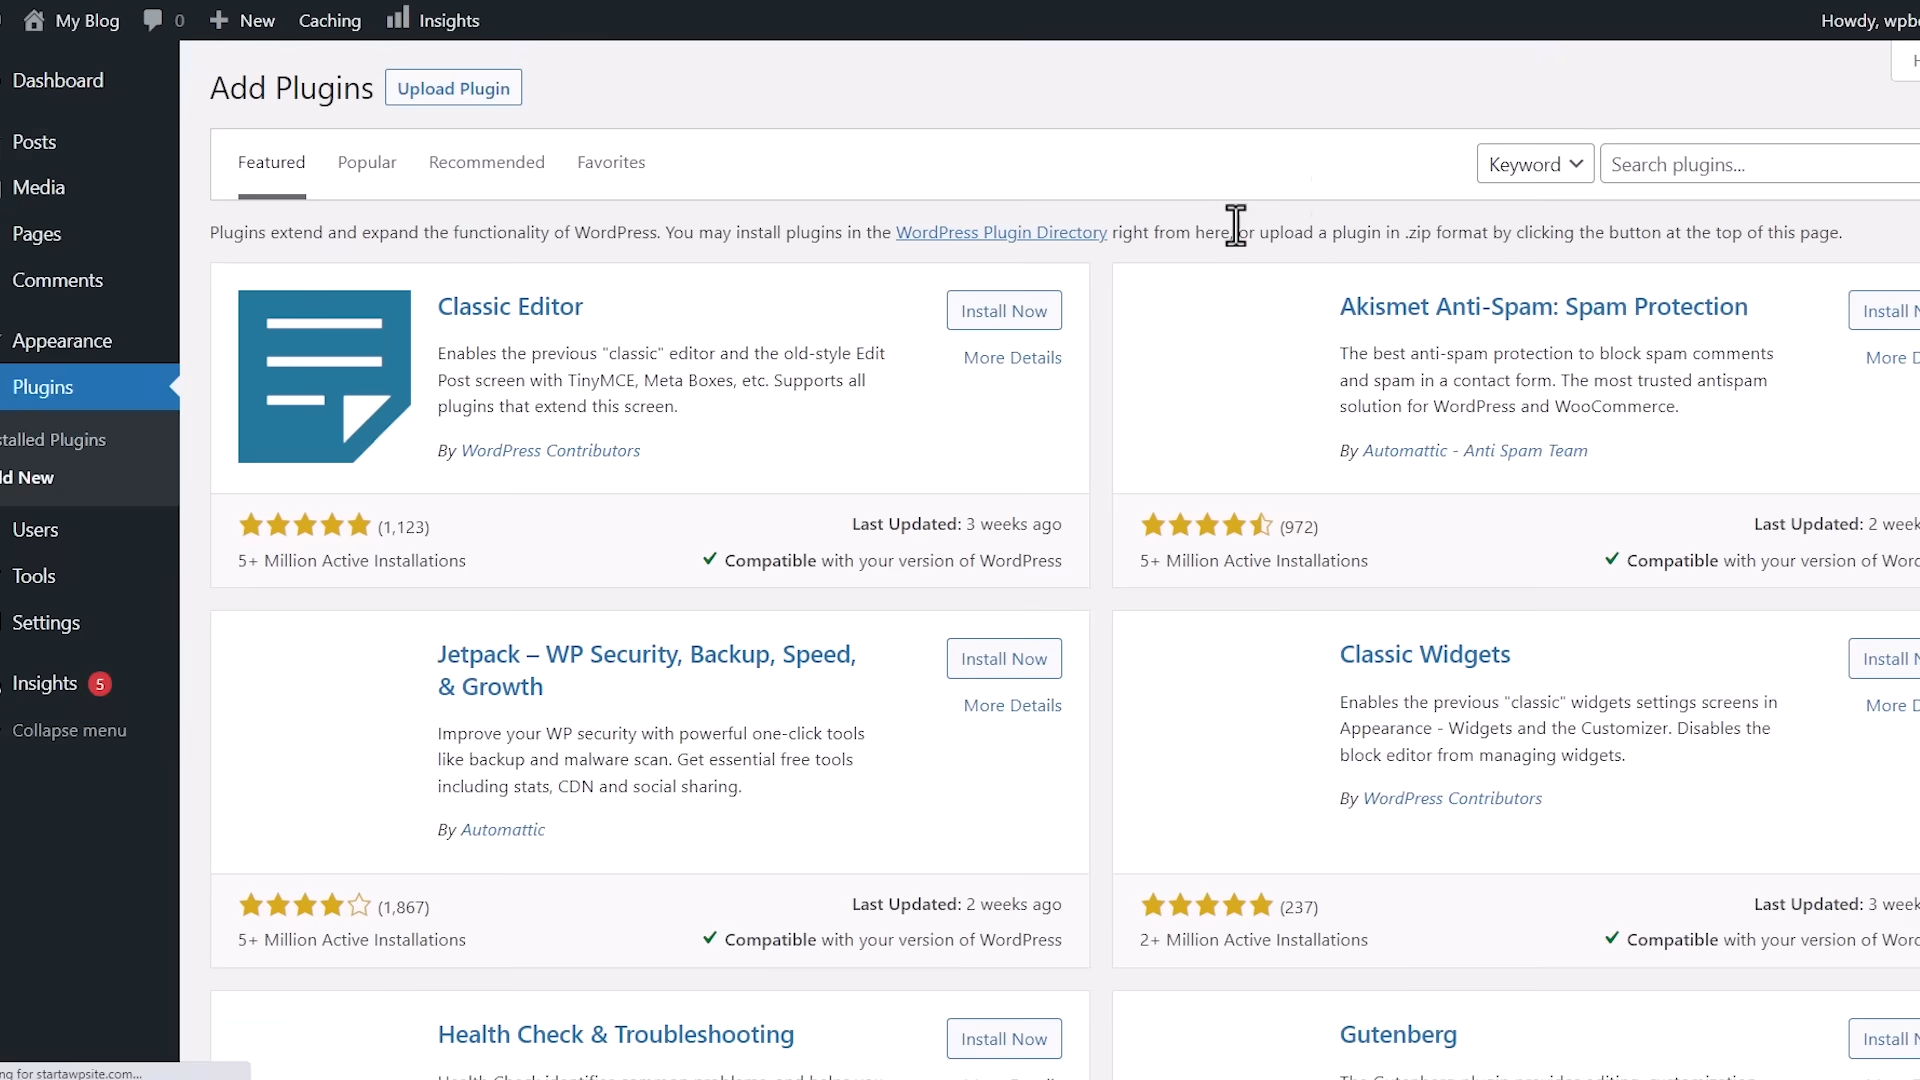 My Blog 0 New Caching Insights Howdy,
Dashboard
Posts
Media
Pages
Comments
Appearance
Plugins
Installed Plugins
Add New
Users
Tools
Settings
Insights 5
Collapse menu
Add Plugins Upload Plugin
Featured Popular Recommended Favorites Keyword Search plugins...
Plugins extend and expand the functionality of WordPress. You may install plugins in the WordPress Plugin Directory right from here, or upload a plugin in .zip format by clicking the button at the top of this page.
Classic Editor
Install Now
More Details
Enables the previous "classic" editor and the old-style Edit
Post screen with TinyMCE, Meta Boxes, etc. Supports all
plugins that extend this screen.
By WordPress Contributors
(1,123) Last Updated: 3 weeks ago
5+ Million Active Installations Compatible with your version of WordPress
Akismet Anti-Spam: Spam Protection
Install
More
The best anti-spam protection to block spam comments
and spam in a contact form. The most trusted antispam
solution for WordPress and WooCommerce.
By Automattic - Anti Spam Team
(972) Last Updated: 2
5+ Million Active Installations Compatible with your version of
Jetpack – WP Security, Backup, Speed,
& Growth
Install Now
More Details
Improve your WP security with powerful one-click tools
like backup and malware scan. Get essential free tools
including stats, CDN and social sharing.
By Automattic
(1,867) Last Updated: 2 weeks ago
5+ Million Active Installations Compatible with your version of WordPress
Classic Widgets
Install
More
Enables the previous "classic" widgets settings screens in
Appearance - Widgets and the Customizer. Disables the
block editor from managing widgets.
By WordPress Contributors
(237) Last Updated: 3
2+ Million Active Installations Compatible with your version of
Health Check & Troubleshooting
Install Now
Gutenberg
Install
for startawpsite.com...